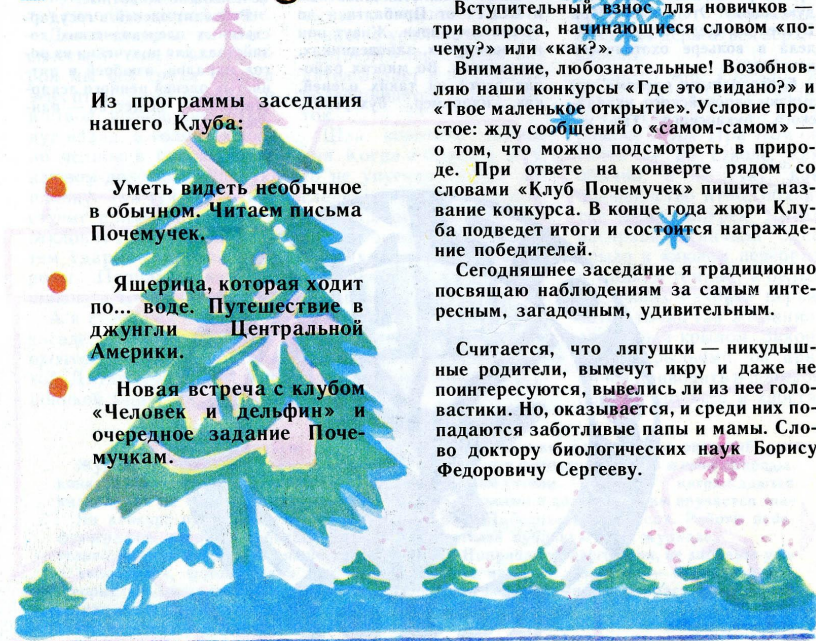 Из программы заседания
нашего Клуба:
Уметь видеть необычное
в обычном. Читаем письма
Почемучек.
Ящерица, которая ходит
по... воде. Путешествие в
джунгли Центральной
Америки.
Новая встреча с клубом
«Человек и дельфин» и
очередное задание Поче-
мучкам.
Вступительный взнос для новичков —
три вопроса, начинающиеся словом «по-
чему?» или «как?».
Внимание, любознательные! Возобнов-
ляю наши конкурсы «Где это видано?» и
«Твое маленькое открытие». Условие про-
стое: жду сообщений о «самом-самом» —
о том, что можно подсмотреть в приро-
де. При ответе на конверте рядом со
словами «Клуб Почемучек» пишите наз-
вание конкурса. В конце года жюри Клу-
ба подведет итоги и состоится награжде-
ние победителей.
Сегодняшнее заседание я традиционно
посвящаю наблюдениям за самым инте-
ресным, загадочным, удивительным.
Считается, что лягушки — никудыш-
ные родители, вымечут икру и даже не
поинтересуются, вывелись ли из нее голо-
вастики. Но, оказывается, и среди них по-
падаются заботливые папы и мамы. Сло-
во доктору биологических наук Борису
Федоровичу Сергееву.